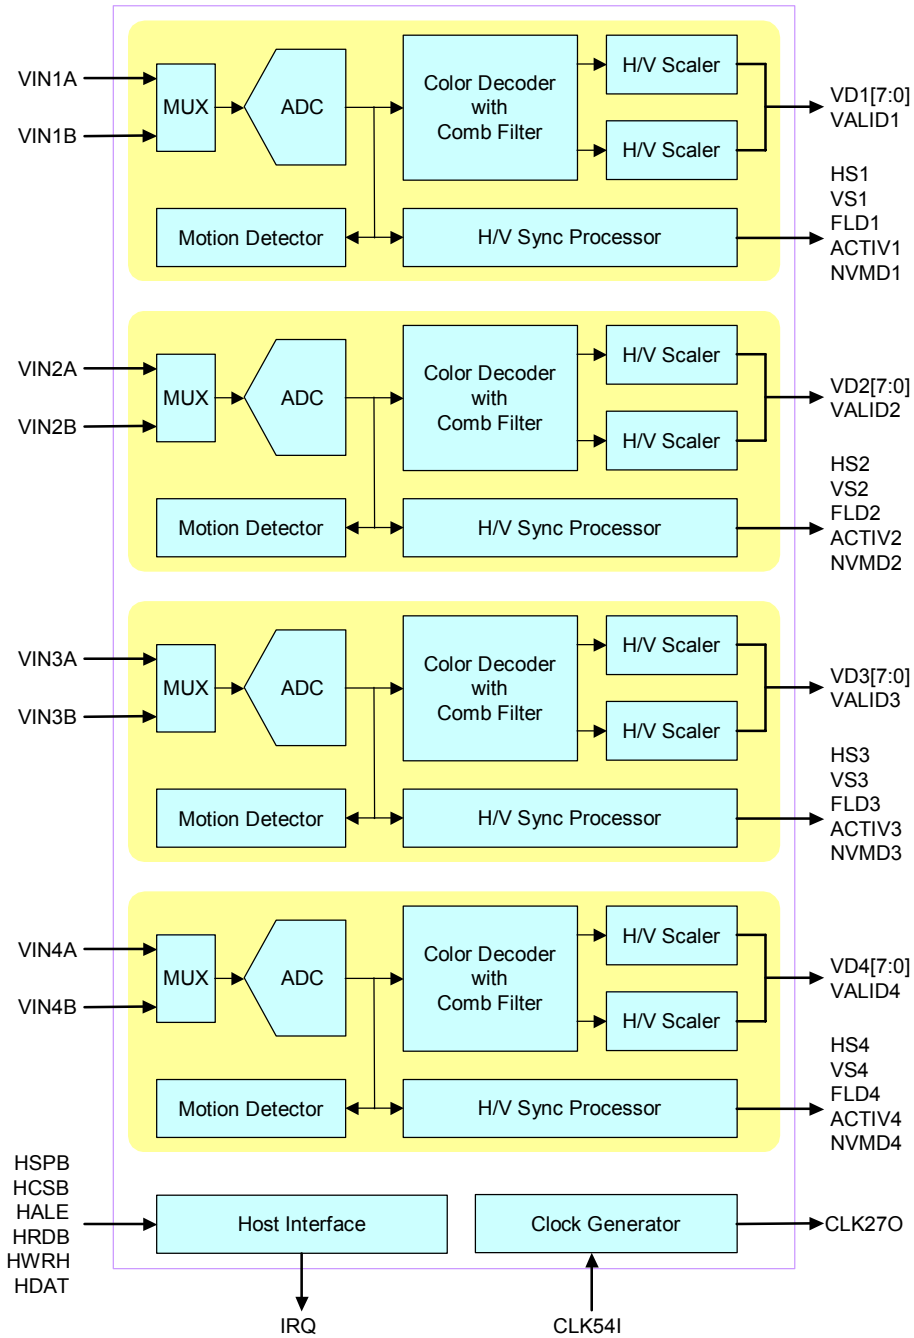 VIN1A
VIN1B
MUX
ADC
Color Decoder
with
Comb Filter
H/V Scaler
H/V Scaler
VD1[7:0]
VALID1
Motion Detector
H/V Sync Processor
HS1
VS1
FLD1
ACTIV1
NVMD1
VIN2A
VIN2B
MUX
ADC
Color Decoder
with
Comb Filter
H/V Scaler
H/V Scaler
VD2[7:0]
VALID2
Motion Detector
H/V Sync Processor
HS2
VS2
FLD2
ACTIV2
NVMD2
VIN3A
VIN3B
MUX
ADC
Color Decoder
with
Comb Filter
H/V Scaler
H/V Scaler
VD3[7:0]
VALID3
Motion Detector
H/V Sync Processor
HS3
VS3
FLD3
ACTIV3
NVMD3
VIN4A
VIN4B
MUX
ADC
Color Decoder
with
Comb Filter
H/V Scaler
H/V Scaler
VD4[7:0]
VALID4
Motion Detector
H/V Sync Processor
HS4
VS4
FLD4
ACTIV4
NVMD4
HSPB
HCSB
HALE
HRDB
HWRH
HDAT
Host Interface
Clock Generator
CLK27O
IRQ
CLK54I